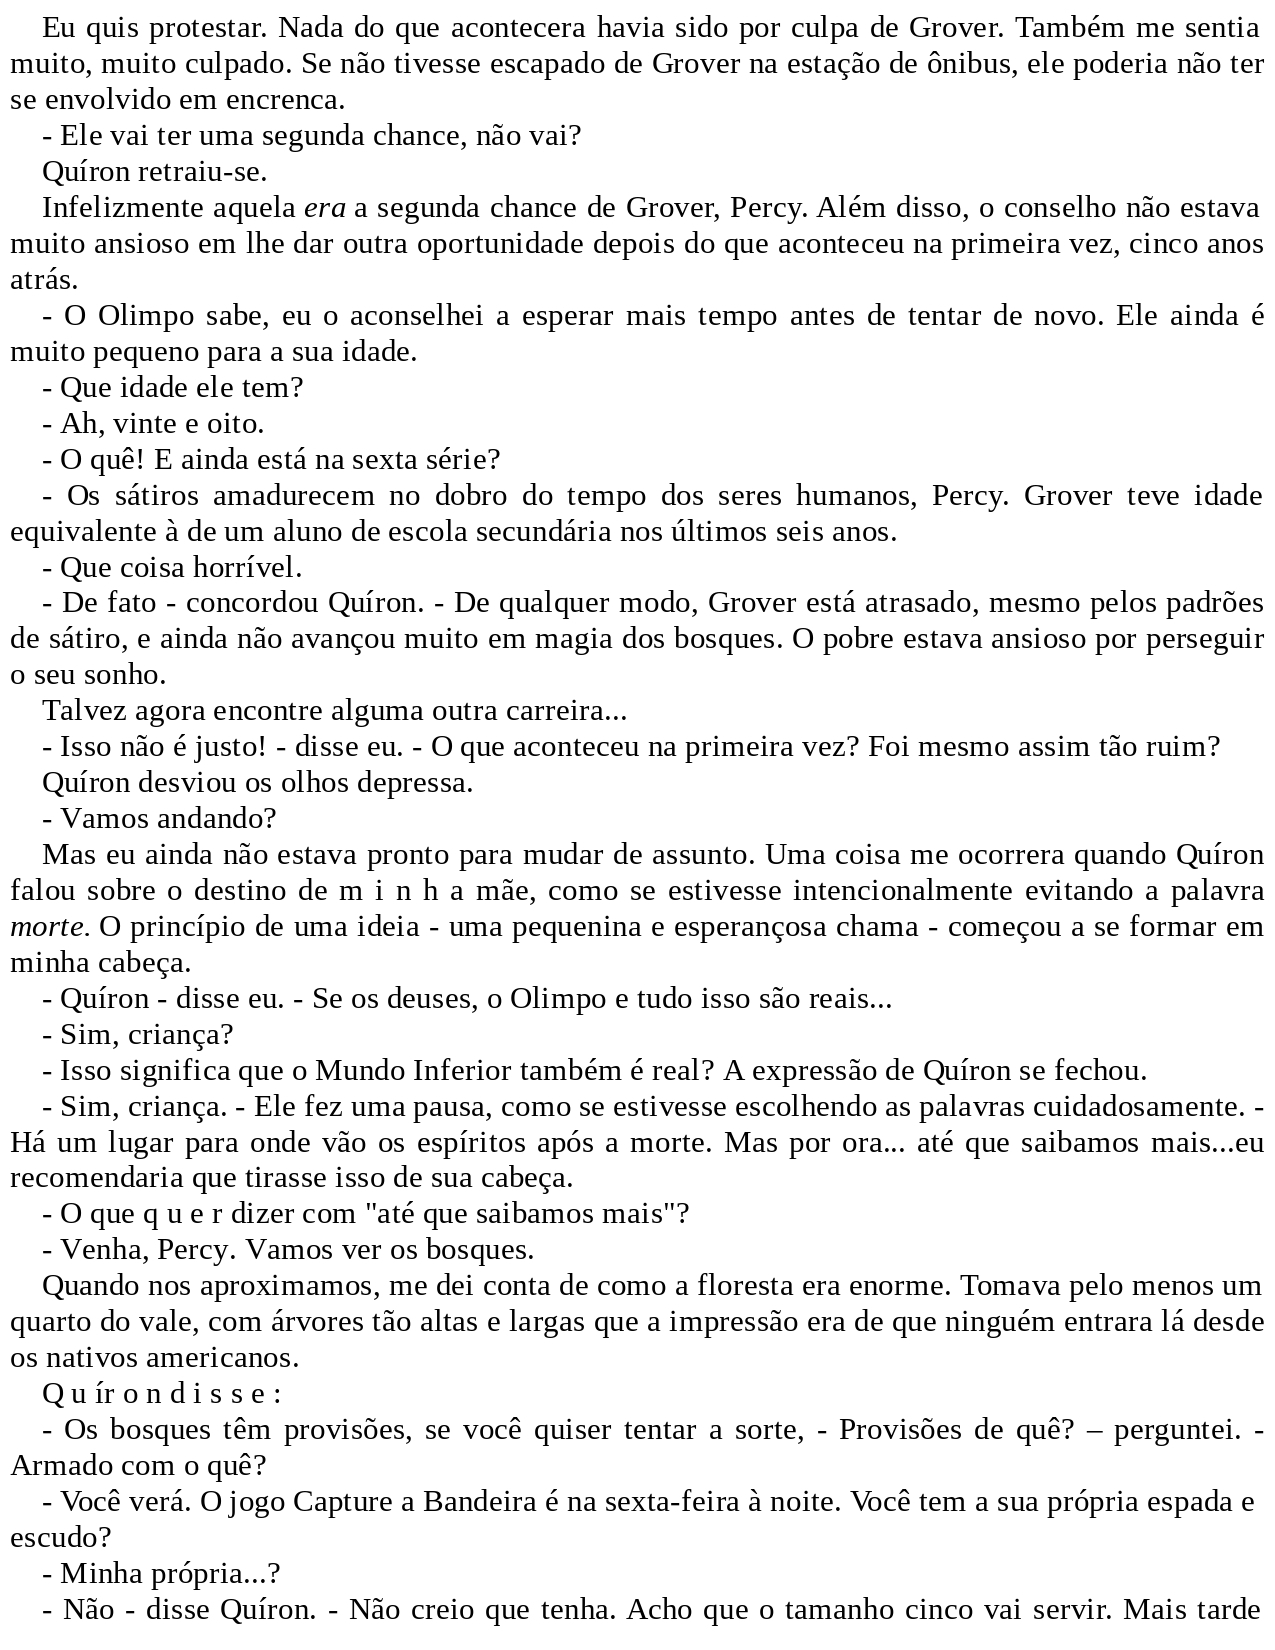 Eu quis protestar. Nada do que acontecera havia sido por culpa de Grover. Também me sentia
muito, muito culpado. Se não tivesse escapado de Grover na estação de ônibus, ele poderia não ter
se envolvido em encrenca.
- Ele vai ter uma segunda chance, não vai?
Quíron retraiu-se.
Infelizmente aquela era a segunda chance de Grover, Percy. Além disso, o conselho não estava
muito ansioso em lhe dar outra oportunidade depois do que aconteceu na primeira vez, cinco anos
atrás.
- O Olimpo sabe, eu o aconselhei a esperar mais tempo antes de tentar de novo. Ele ainda é
muito pequeno para a sua idade.
- Que idade ele tem?
- Ah, vinte e oito.
- O quê! E ainda está na sexta série?
- Os sátiros amadurecem no dobro do tempo dos seres humanos, Percy. Grover teve idade
equivalente à de um aluno de escola secundária nos últimos seis anos.
- Que coisa horrível.
- De fato - concordou Quíron. - De qualquer modo, Grover está atrasado, mesmo pelos padrões
de sátiro, e ainda não avançou muito em magia dos bosques. O pobre estava ansioso por perseguir
o seu sonho.
Talvez agora encontre alguma outra carreira...
- Isso não é justo! - disse eu. - O que aconteceu na primeira vez? Foi mesmo assim tão ruim?
Quíron desviou os olhos depressa.
- Vamos andando?
Mas eu ainda não estava pronto para mudar de assunto. Uma coisa me ocorrera quando Quíron
falou sobre o destino de m i n h a mãe, como se estivesse intencionalmente evitando a palavra
morte. O princípio de uma ideia - uma pequenina e esperançosa chama - começou a se formar em
minha cabeça.
- Quíron - disse eu. - Se os deuses, o Olimpo e tudo isso são reais...
- Sim, criança?
- Isso significa que o Mundo Inferior também é real? A expressão de Quíron se fechou.
- Sim, criança. - Ele fez uma pausa, como se estivesse escolhendo as palavras cuidadosamente. -
Há um lugar para onde vão os espíritos após a morte. Mas por ora... até que saibamos mais...eu
recomendaria que tirasse isso de sua cabeça.
- O que q u e r dizer com "até que saibamos mais"?
- Venha, Percy. Vamos ver os bosques.
Quando nos aproximamos, me dei conta de como a floresta era enorme. Tomava pelo menos um
quarto do vale, com árvores tão altas e largas que a impressão era de que ninguém entrara lá desde
os nativos americanos.
Q u ír o n d i s s e :
- Os bosques têm provisões, se você quiser tentar a sorte, - Provisões de quê? – perguntei. -
Armado com o quê?
- Você verá. O jogo Capture a Bandeira é na sexta-feira à noite. Você tem a sua própria espada e
escudo?
- Minha própria...?
- Não - disse Quíron. - Não creio que tenha. Acho que o tamanho cinco vai servir. Mais tarde